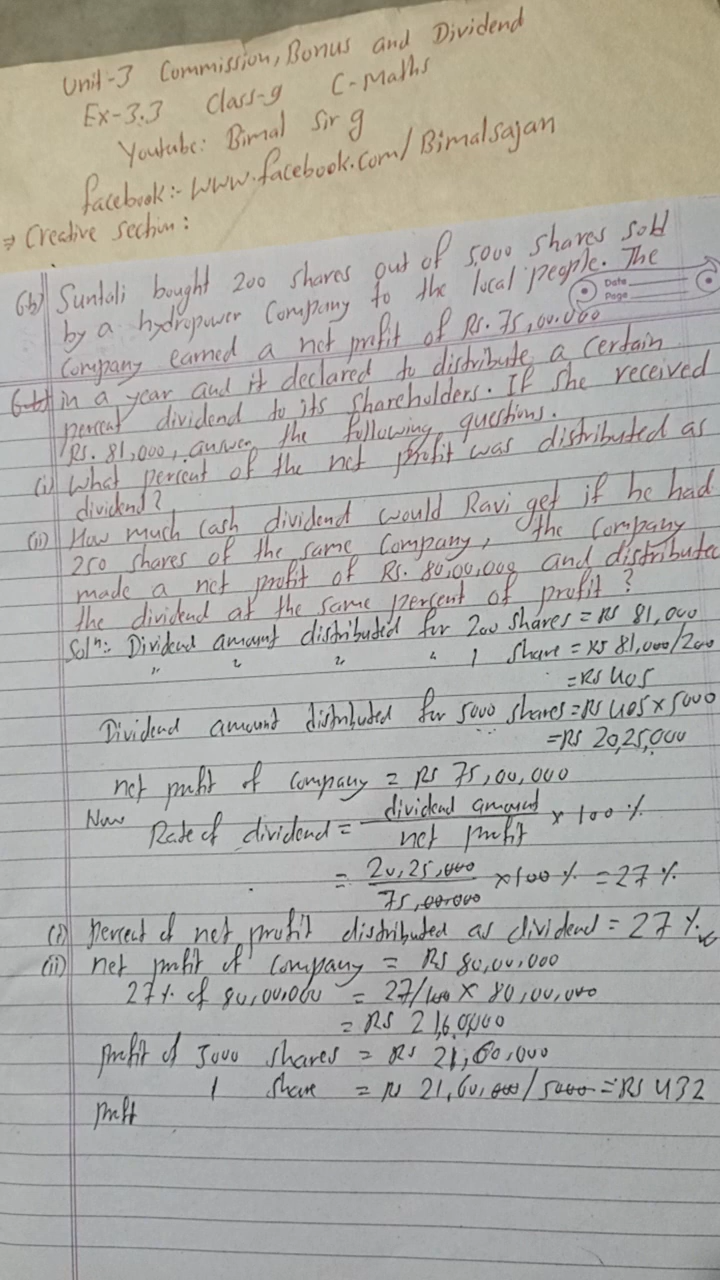 Unit-3 Commission, Bonus and Dividend
Ex-3.3 Class-9 C-Maths
Youtube: Bimal Sir g
facebook:- www.facebook.com/Bimalsajan
⇒ Creative section:
6b) Suntali bought 200 shares out of 5000 shares sold
by a hydropower Company to the local people. The
Date
Page
Company earned a net profit of Rs. 75,00,000
in a year and it declared to distribute a certain
percent dividend to its shareholders. If she received
Rs. 81,000, answer the following questions.
(i) What percent of the net profit was distributed as
dividend?
(ii) How much cash dividend would Ravi get if he had
250 shares of the same Company, the Company
made a net profit of Rs. 80,00,000 and distributed
the dividend at the same percent of profit?
Solⁿ: Dividend amount distributed for 200 shares = RS 81,000
" " " " 1 share = RS 81,000/200
= RS 405
Dividend amount distributed for 5000 shares = RS 405 × 5000
= RS 20,25,000
net profit of company = RS 75,00,000
Now Rate of dividend = dividend amount / net profit × 100 %
= 20,25,000 / 75,00000 × 100 % = 27 %
(i) percent of net profit distributed as dividend = 27 %
(ii) net profit of company = RS 80,00,000
27% of 80,00,000 = 27/100 × 80,00,000
= RS 2160000
profit of 5000 shares = RS 21,60,000
1 share = RS 21,60,000/5000 = RS 432
proft